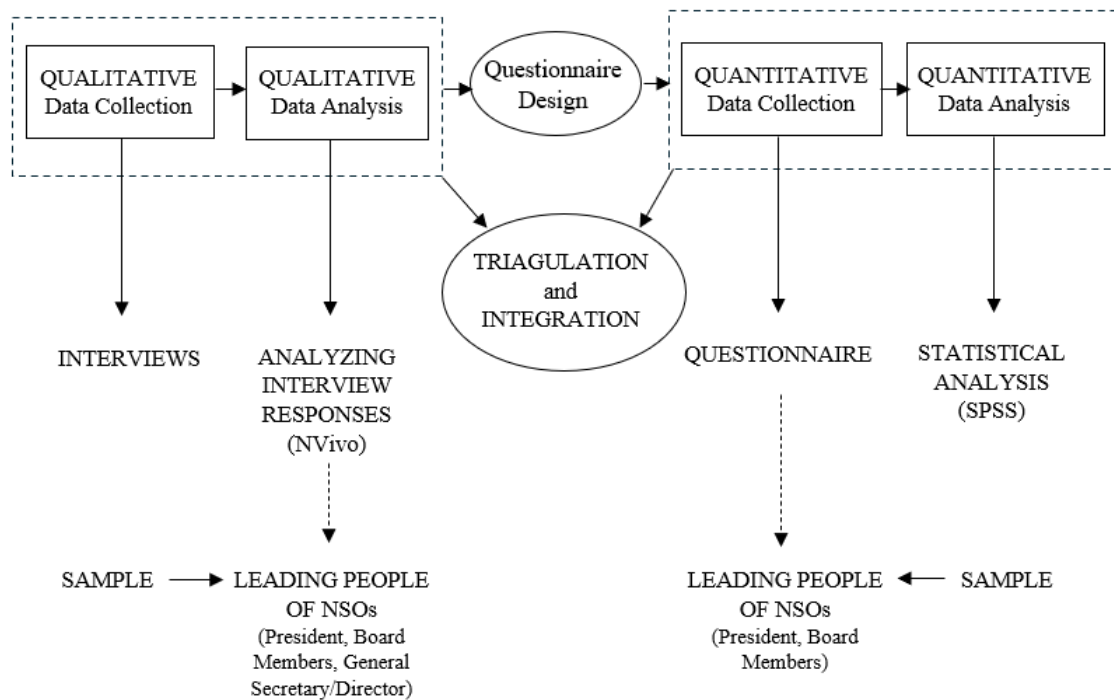 QUALITATIVE
Data Collection
QUALITATIVE
Data Analysis
Questionnaire
Design
QUANTITATIVE
Data Collection
QUANTITATIVE
Data Analysis
TRIAGULATION
and
INTEGRATION
INTERVIEWS
ANALYZING
INTERVIEW
RESPONSES
(NVivo)
QUESTIONNAIRE
STATISTICAL
ANALYSIS
(SPSS)
SAMPLE
LEADING PEOPLE
OF NSOs
(President, Board
Members, General
Secretary/Director)
LEADING PEOPLE
OF NSOs
(President, Board
Members)
SAMPLE